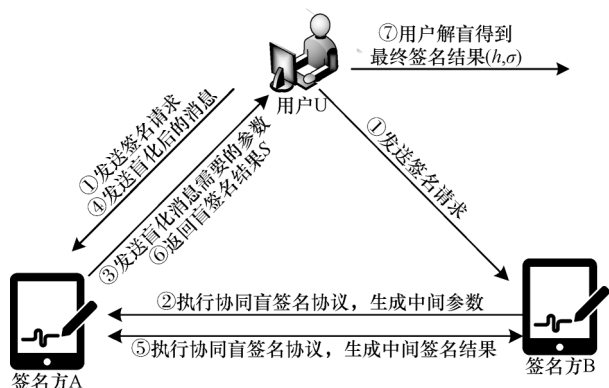 ⑦用户解盲得到
最终签名结果(h,σ)
用户U
①发送签名请求
④发送盲化后的消息
③发送盲化消息需要的参数
⑥返回盲签名结果S
①发送签名请求
②执行协同盲签名协议，生成中间参数
⑤执行协同盲签名协议，生成中间签名结果
签名方A
签名方B